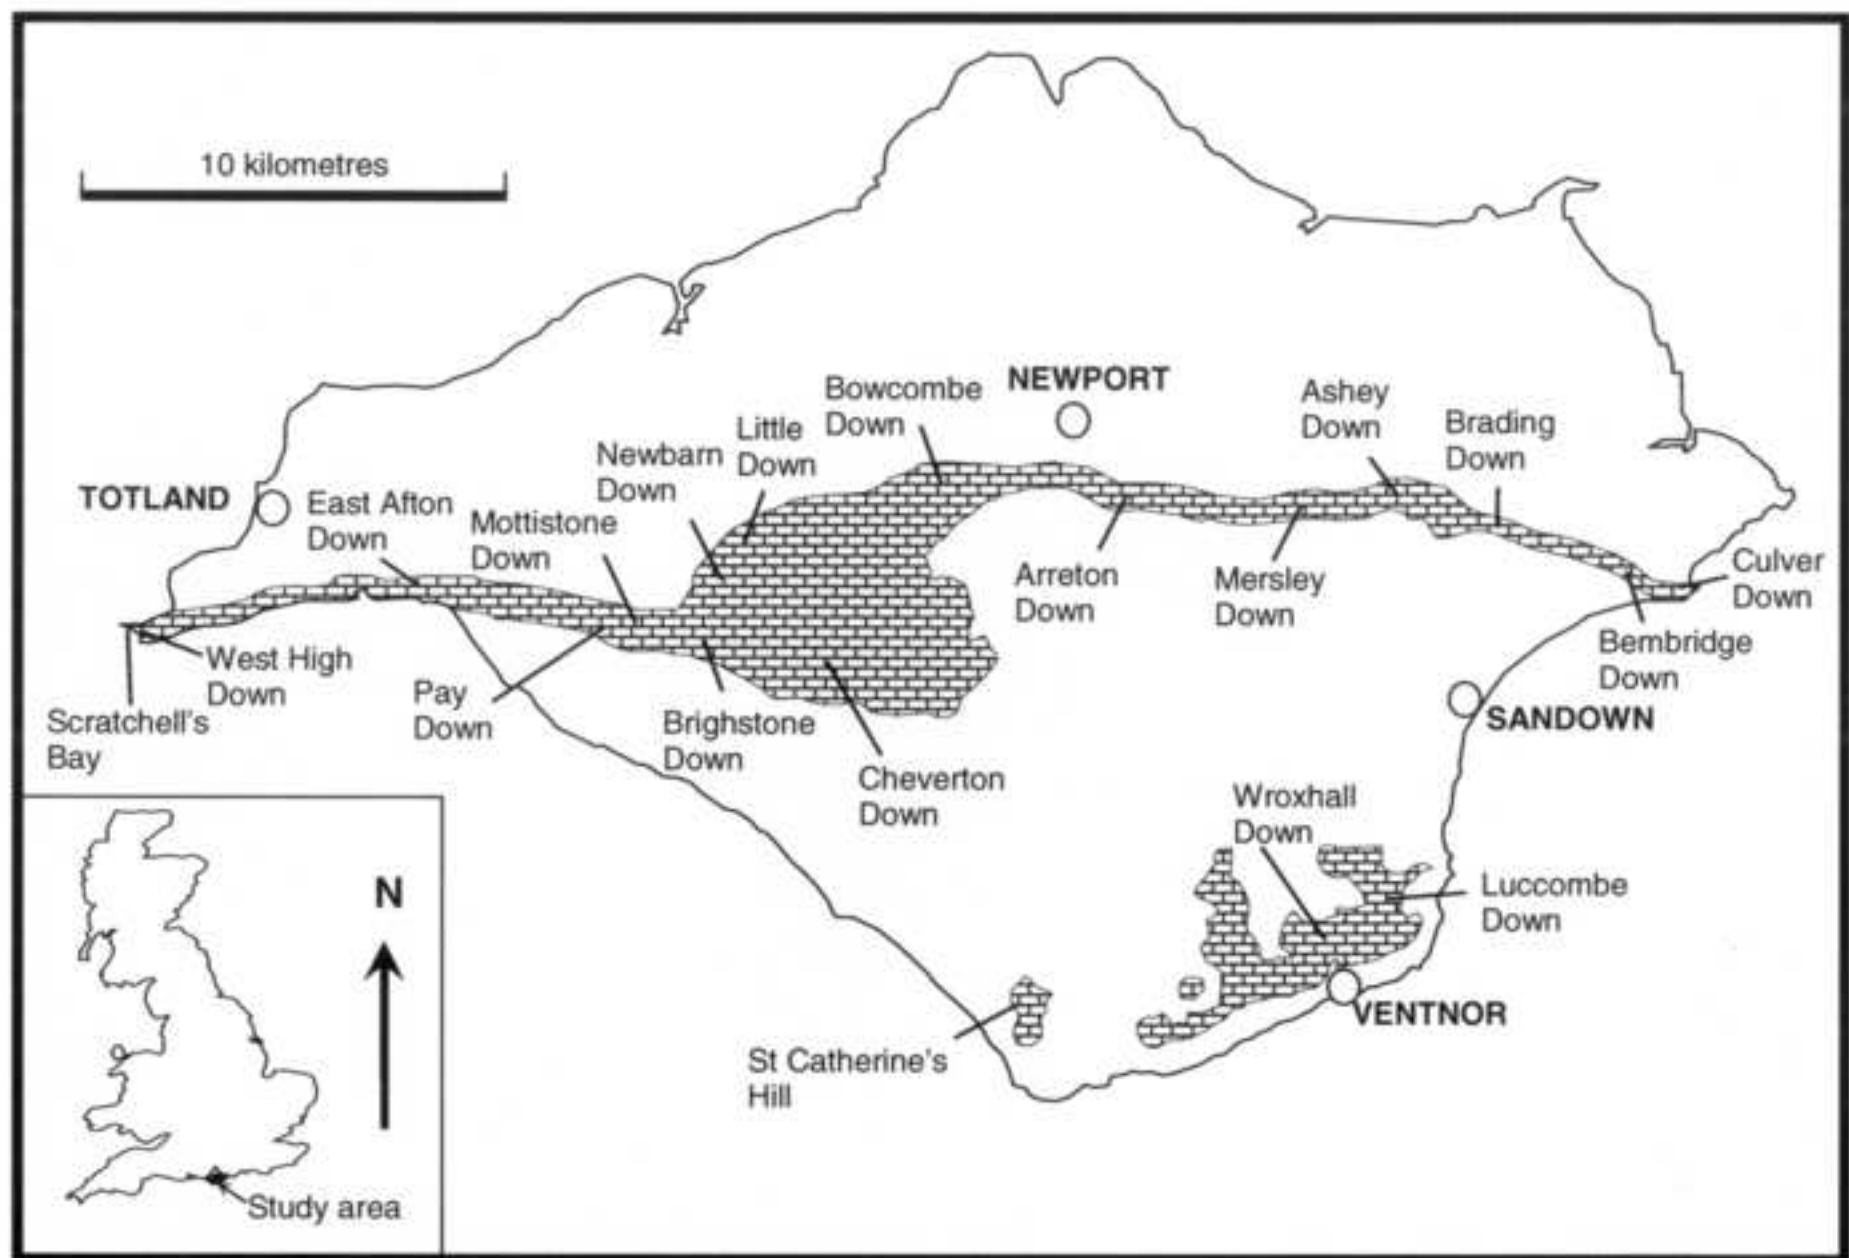 10 kilometres
NEWPORT
Bowcombe
Down
Ashey
Down
Brading
Down
Little
Down
Newbarn
Down
TOTLAND
East Afton
Down
Mottistone
Down
Arreton
Down
Mersley
Down
Culver
Down
Bembridge
Down
West High
Down
Scratchell's
Bay
Pay
Down
Brighstone
Down
Cheverton
Down
SANDOWN
Wroxhall
Down
Luccombe
Down
VENTNOR
St Catherine's
Hill
N
Study area